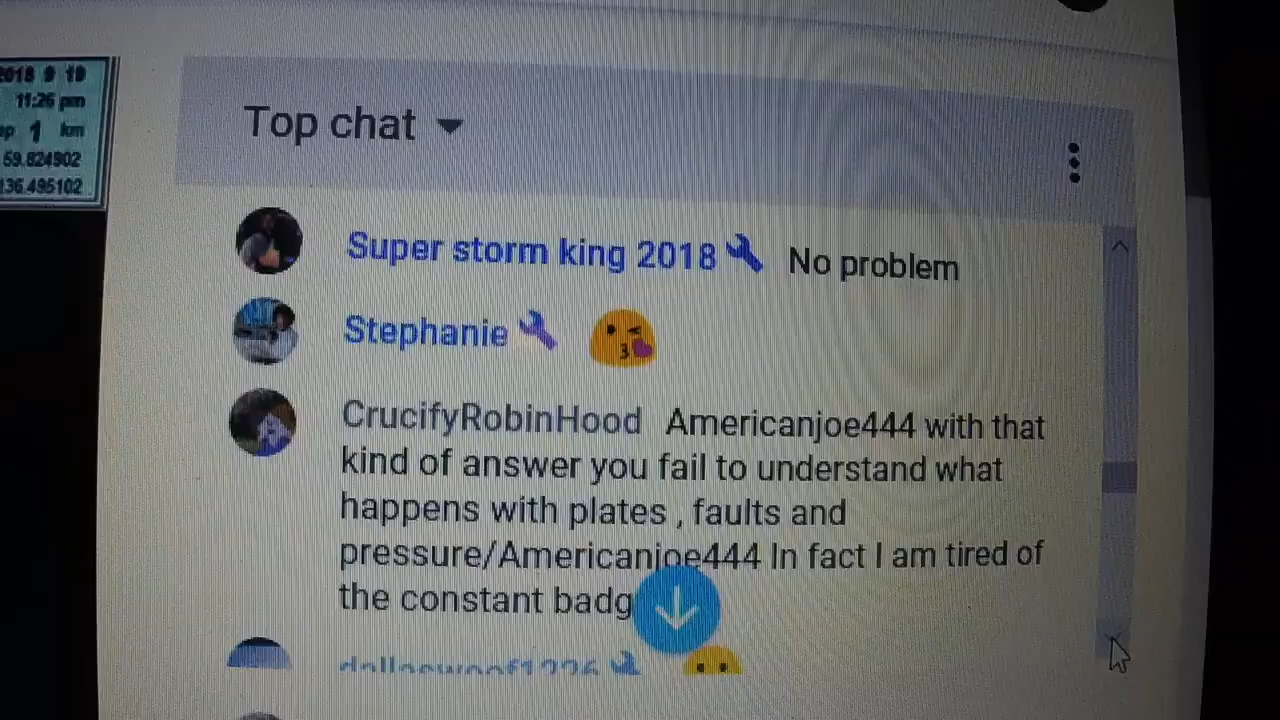 2018 9 19
11:26 pm
1 km
59.824902
136.495102
Top chat
Super storm king 2018 No problem
Stephanie
CrucifyRobinHood Americanjoe444 with that
kind of answer you fail to understand what
happens with plates , faults and
pressure/Americanjoe444 In fact I am tired of
the constant badg